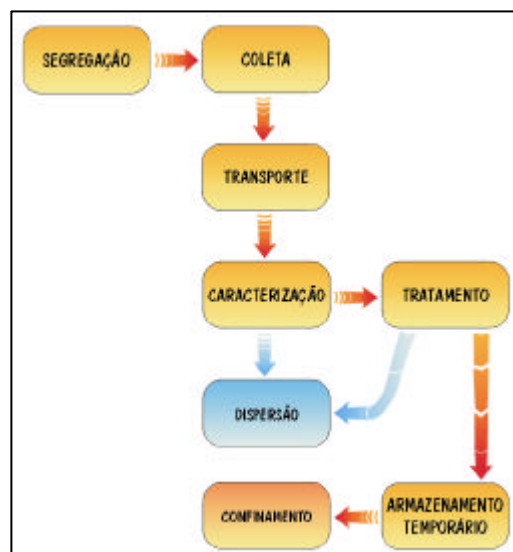 SEGREGAÇÃO
COLETA
TRANSPORTE
CARACTERIZAÇÃO
TRATAMENTO
DISPERSÃO
CONFINAMENTO
ARMAZENAMENTO
TEMPORÁRIO